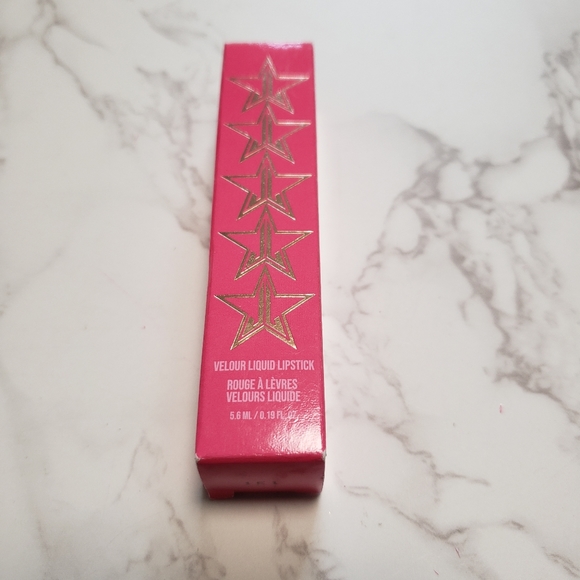 VELOUR LIQUID LIPSTICK
ROUGE À LÈVRES
VELOURS LIQUIDE
5.6 ML / 0.19 FL. OZ